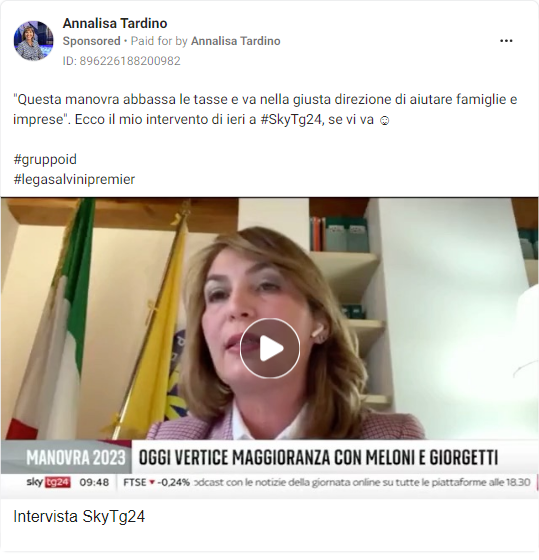 Annalisa Tardino
Sponsored • Paid for by Annalisa Tardino
ID: 896226188200982
"Questa manovra abbassa le tasse e va nella giusta direzione di aiutare famiglie e
imprese". Ecco il mio intervento di ieri a #SkyTg24, se vi va ☺
#gruppoid
#legasalvinipremier
MANOVRA 2023 OGGI VERTICE MAGGIORANZA CON MELONI E GIORGETTI
sky tg24 09:48 FTSE ▾ -0,24% odcast con le notizie della giornata online su tutte le piattaforme alle 18.30
Intervista SkyTg24